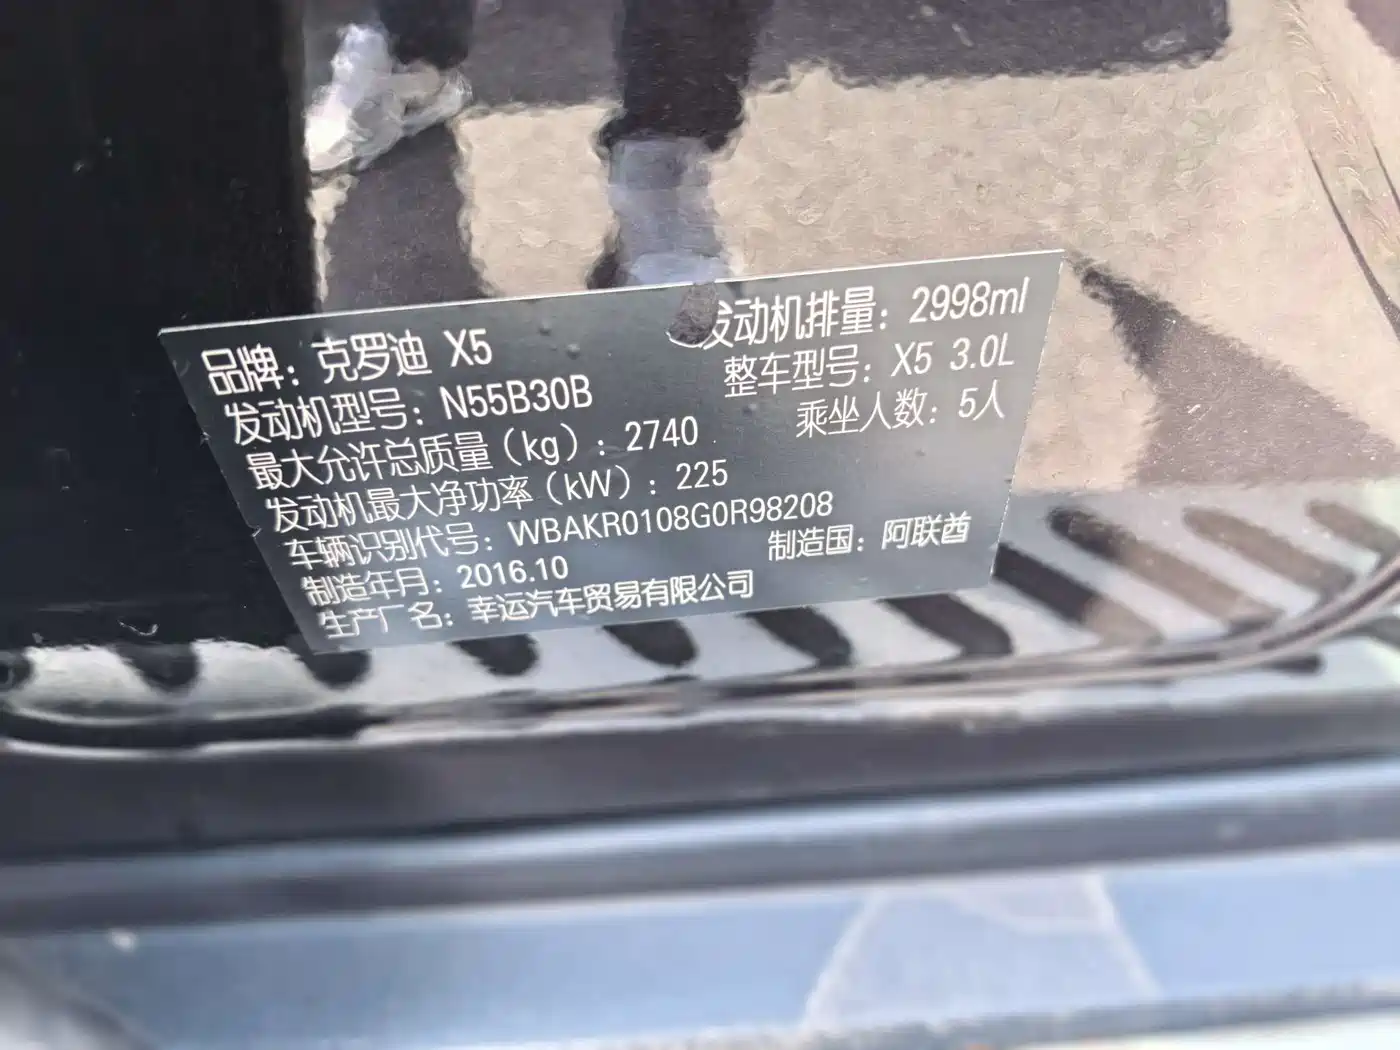 品牌：克罗迪 X5 发动机排量：2998ml
发动机型号：N55B30B 整车型号：X5 3.0L
最大允许总质量（kg）：2740 乘坐人数：5人
发动机最大净功率（kW）：225
车辆识别代号：WBAKR0108G0R98208
制造年月：2016.10 制造国：阿联酋
生产厂名：幸运汽车贸易有限公司